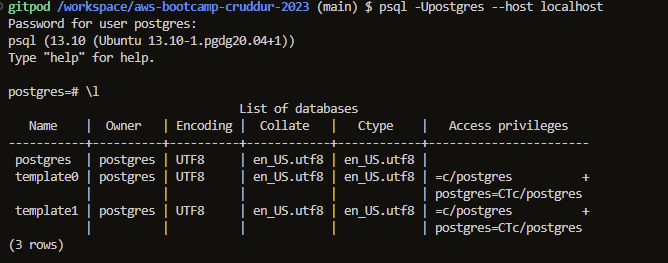 gitpod /workspace/aws-bootcamp-cruddur-2023 (main) $ psql -Upostgres --host localhost
Password for user postgres:
psql (13.10 (Ubuntu 13.10-1.pgdg20.04+1))
Type "help" for help.

postgres=# \l
                                 List of databases
   Name    |  Owner   | Encoding |  Collate   |   Ctype    |   Access privileges
-----------+----------+----------+------------+------------+-----------------------
 postgres  | postgres | UTF8     | en_US.utf8 | en_US.utf8 |
 template0 | postgres | UTF8     | en_US.utf8 | en_US.utf8 | =c/postgres          +
           |          |          |            |            | postgres=CTc/postgres
 template1 | postgres | UTF8     | en_US.utf8 | en_US.utf8 | =c/postgres          +
           |          |          |            |            | postgres=CTc/postgres
(3 rows)